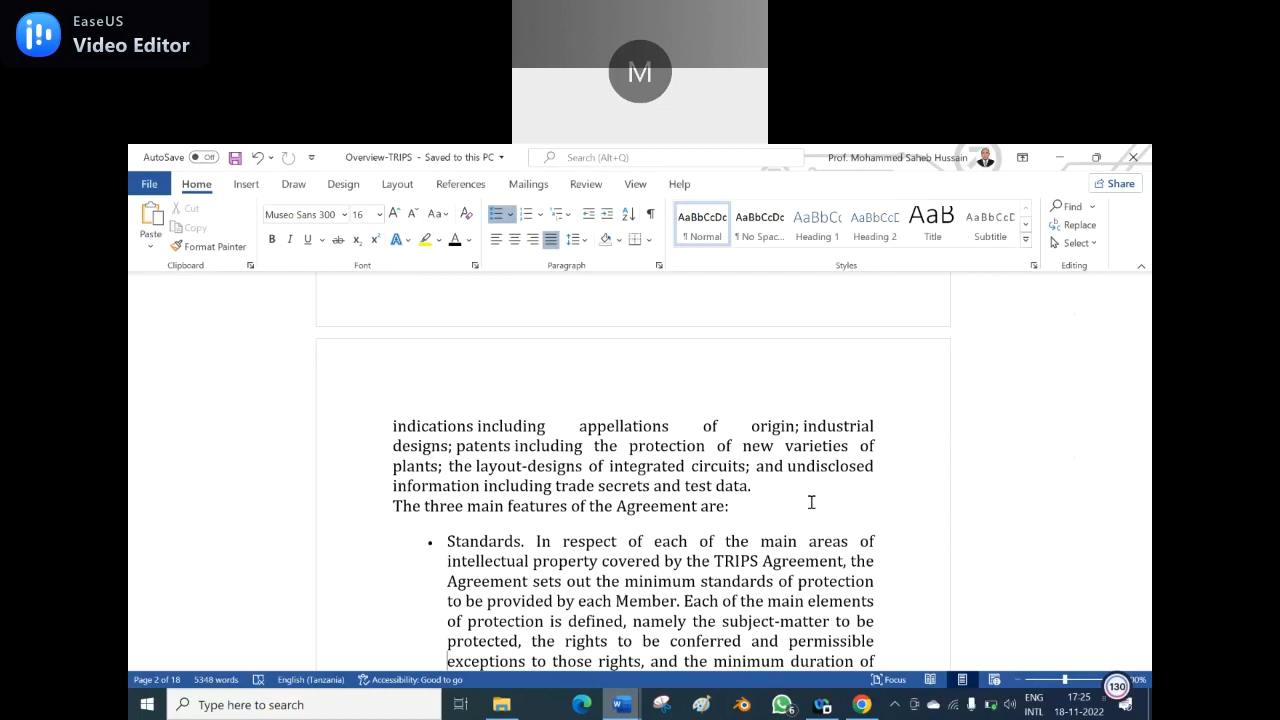 EaseUS
Video Editor
M
AutoSave Off Overview-TRIPS - Saved to this PC Search (Alt+Q) Prof. Mohammed Saheb Hussain
File Home Insert Draw Design Layout References Mailings Review View Help Share
Paste Cut Copy Format Painter
Museo Sans 300 16
AaBbCcDc AaBbCcDc AaBbCc AaBbCcD AaB AaBbCcD
¶ Normal ¶ No Spac... Heading 1 Heading 2 Title Subtitle
Find Replace Select
Clipboard Font Paragraph Styles Editing
indications including appellations of origin; industrial
designs; patents including the protection of new varieties of
plants; the layout-designs of integrated circuits; and undisclosed
information including trade secrets and test data.
The three main features of the Agreement are:
• Standards. In respect of each of the main areas of
intellectual property covered by the TRIPS Agreement, the
Agreement sets out the minimum standards of protection
to be provided by each Member. Each of the main elements
of protection is defined, namely the subject-matter to be
protected, the rights to be conferred and permissible
exceptions to those rights, and the minimum duration of
Page 2 of 18 5348 words English (Tanzania) Accessibility: Good to go Focus
130
Type here to search
6
ENG
INTL
17:25
18-11-2022